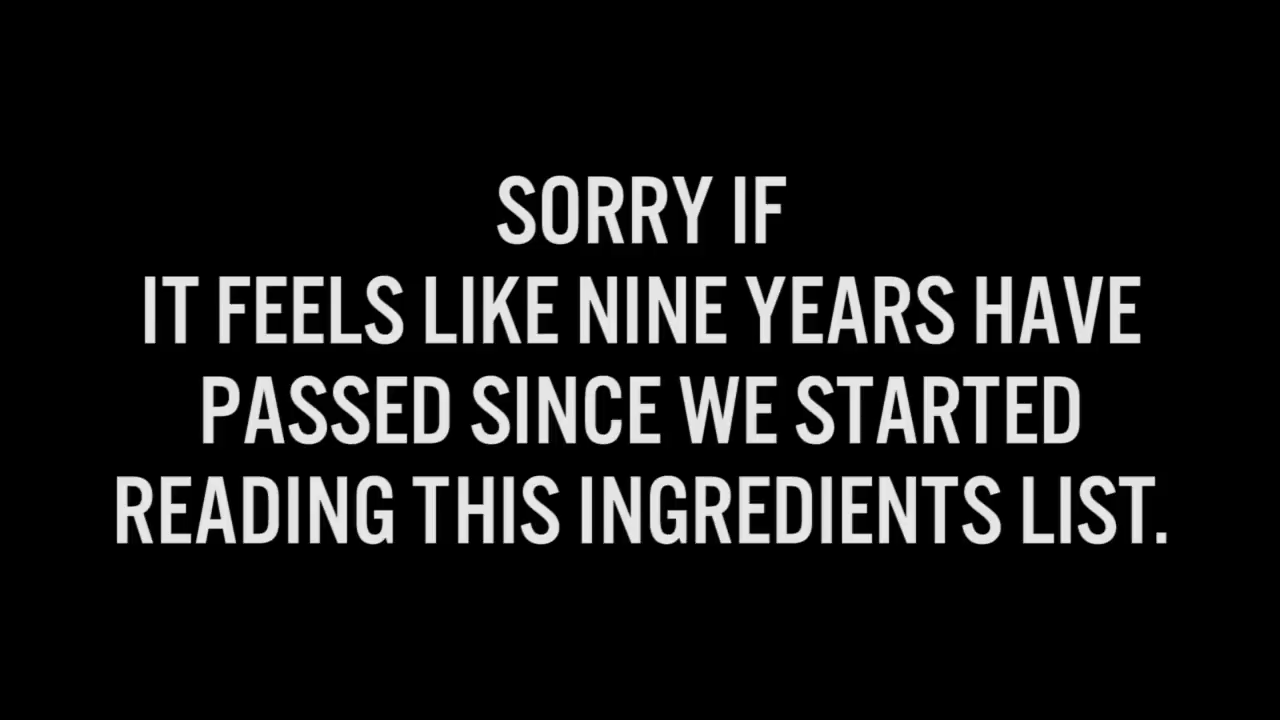 SORRY IF
IT FEELS LIKE NINE YEARS HAVE
PASSED SINCE WE STARTED
READING THIS INGREDIENTS LIST.